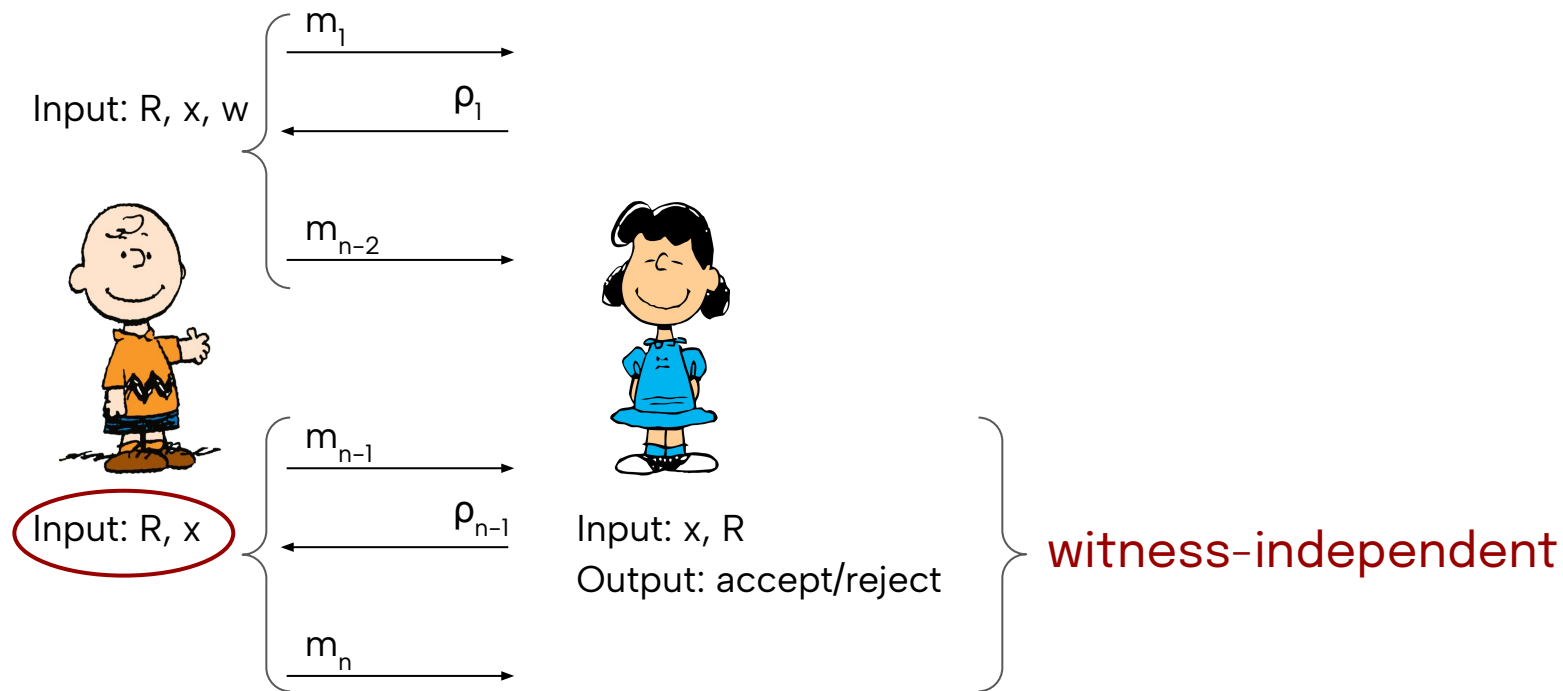 m₁
Input: R, x, w
ρ₁
mₙ₋₂
mₙ₋₁
Input: R, x
ρₙ₋₁
Input: x, R
Output: accept/reject
witness-independent
mₙ